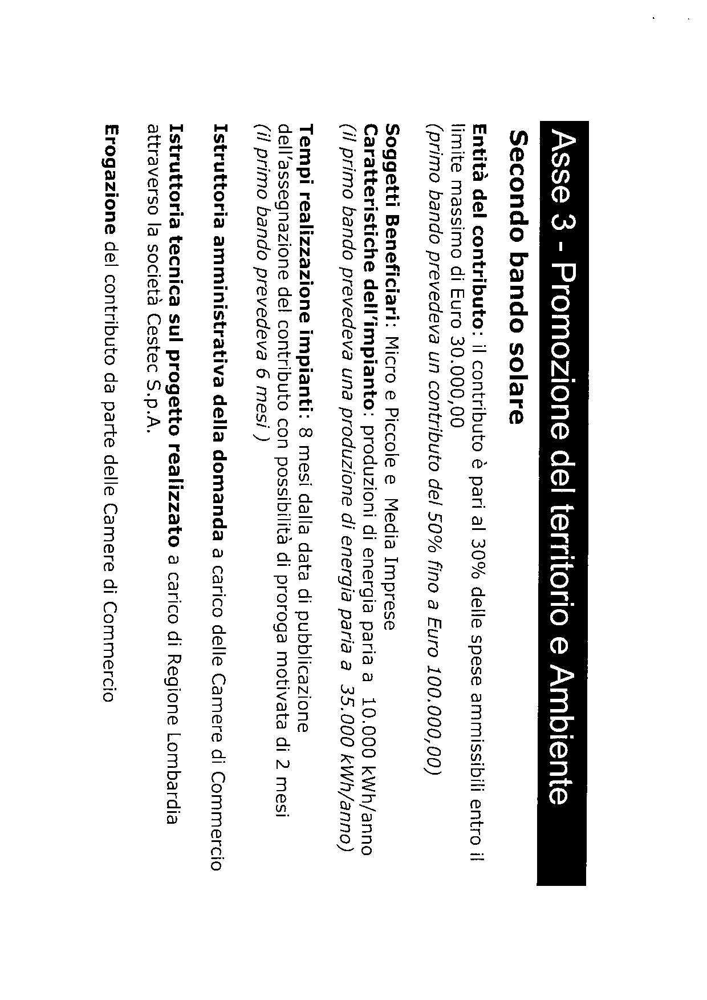 Asse 3 - Promozione del territorio e Ambiente
Secondo bando solare
Entità del contributo: il contributo è pari al 30% delle spese ammissibili entro il
limite massimo di Euro 30.000,00
(primo bando prevedeva un contributo del 50% fino a Euro 100.000,00)
Soggetti Beneficiari: Micro e Piccole e Media Imprese
Caratteristiche dell'impianto: produzioni di energia paria a 10.000 kWh/anno
(il primo bando prevedeva una produzione di energia paria a 35.000 kWh/anno)
Tempi realizzazione impianti: 8 mesi dalla data di pubblicazione
dell'assegnazione del contributo con possibilità di proroga motivata di 2 mesi
(il primo bando prevedeva 6 mesi )
Istruttoria amministrativa della domanda a carico delle Camere di Commercio
Istruttoria tecnica sul progetto realizzato a carico di Regione Lombardia
attraverso la società Cestec S.p.A.
Erogazione del contributo da parte delle Camere di Commercio